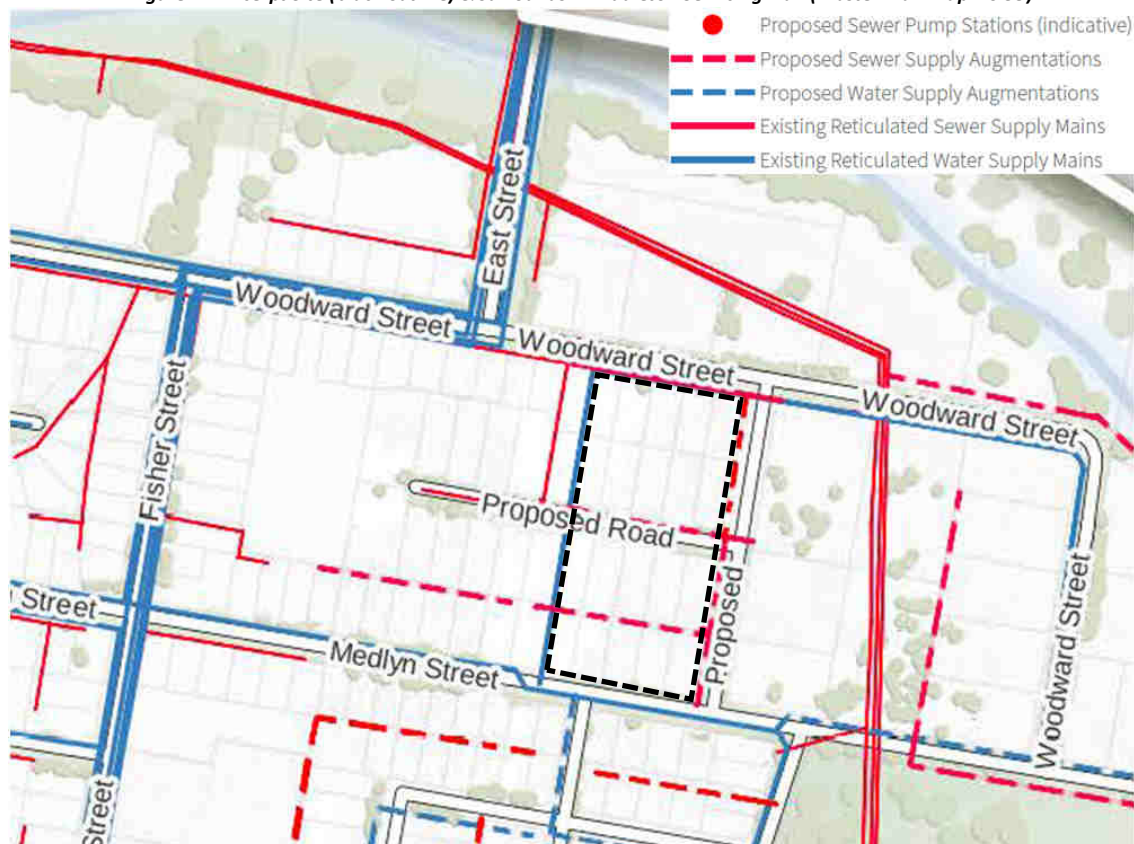 Proposed Sewer Pump Stations (indicative)
Proposed Sewer Supply Augmentations
Proposed Water Supply Augmentations
Existing Reticulated Sewer Supply Mains
Existing Reticulated Water Supply Mains
East Street
Woodward Street
Woodward Street
Woodward Street
Fisher Street
Proposed Road
Proposed
Woodward Street
Street
Medlyn Street
Street